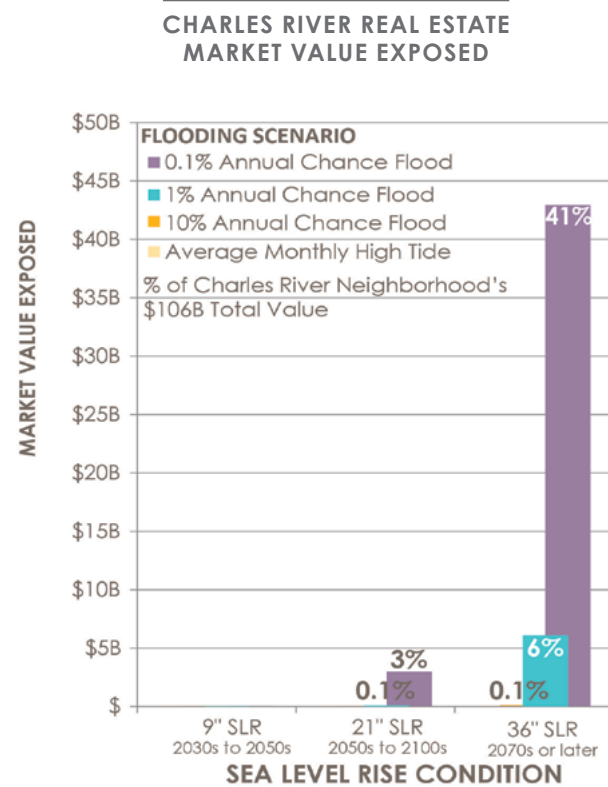 CHARLES RIVER REAL ESTATE
MARKET VALUE EXPOSED
$50B
FLOODING SCENARIO
0.1% Annual Chance Flood
$45B
1% Annual Chance Flood
10% Annual Chance Flood
41%
$40B
Average Monthly High Tide
% of Charles River Neighborhood's
$35B
$106B Total Value
MARKET VALUE EXPOSED
$30B
$25B
$20B
$15B
$10B
$5B
6%
3%
0.1%
0.1%
$
9" SLR
2030s to 2050s
21" SLR
2050s to 2100s
36" SLR
2070s or later
SEA LEVEL RISE CONDITION